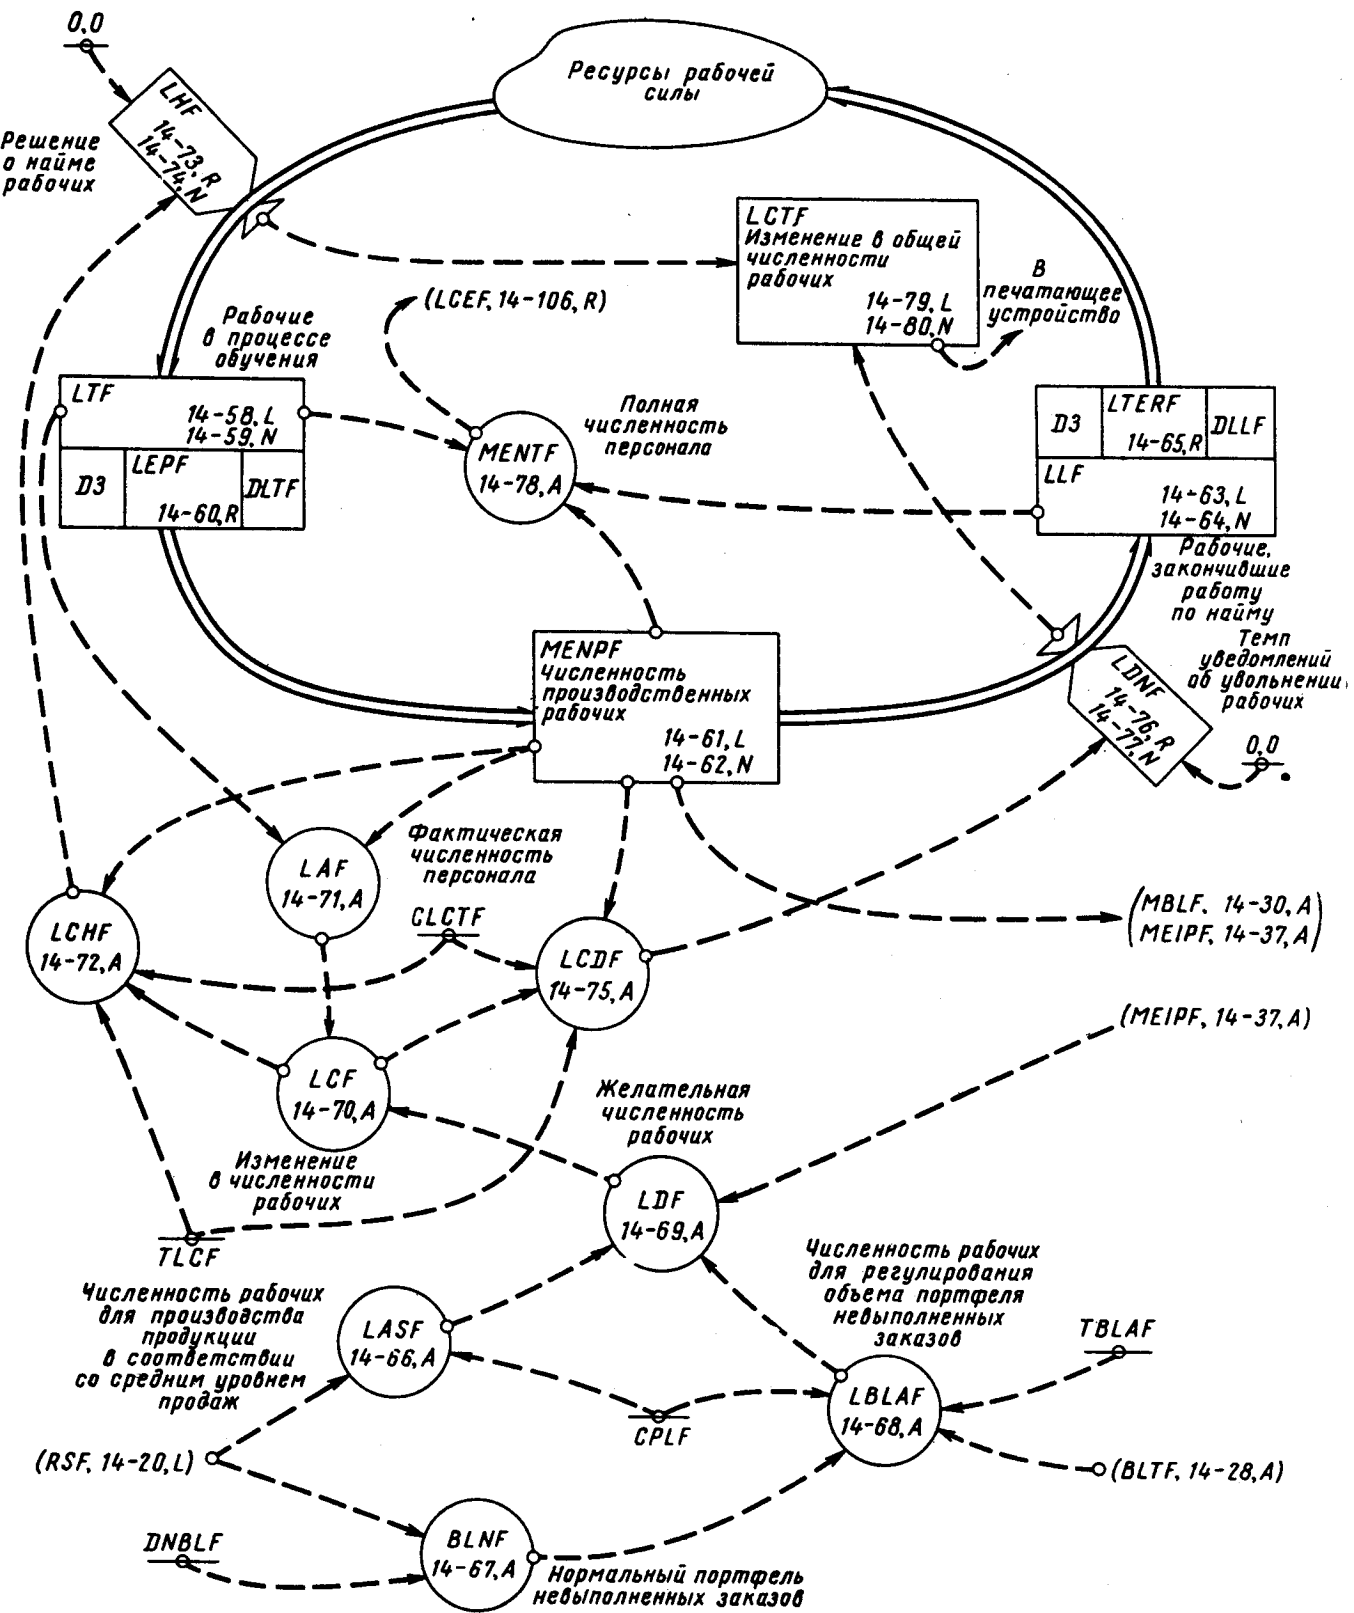 0,0
Ресурсы рабочей
силы
LHF
14-73, R
14-74, N
Решение
о найме
рабочих
LCTF
Изменение в общей
численности
рабочих
14-79, L
14-80, N
В
печатающее
устройство
(LCEF, 14-106, R)
Рабочие
в процессе
обучения
LTF
14-58, L
14-59, N
D3
LEPF
14-60, R
DLTF
MENTF
14-78, A
Полная
численность
персонала
D3
LTERF
14-65, R
DLLF
LLF
14-63, L
14-64, N
Рабочие,
закончившие
работу
по найму
MENPF
Численность
производственных
рабочих
14-61, L
14-62, N
Темп
уведомлений
об увольнении
рабочих
LDNF
14-76, R
14-77, N
0,0
LAF
14-71, A
Фактическая
численность
персонала
CLCTF
LCHF
14-72, A
LCDF
14-75, A
(MBLF, 14-30, A)
(MEIPF, 14-37, A)
(MEIPF, 14-37, A)
LCF
14-70, A
Изменение
в численности
рабочих
TLCF
Желательная
численность
рабочих
LDF
14-69, A
Численность рабочих
для производства
продукции
в соответствии
со средним уровнем
продаж
LASF
14-66, A
Численность рабочих
для регулирования
объема портфеля
невыполненных
заказов
TBLAF
CPLF
LBLAF
14-68, A
(RSF, 14-20, L)
(BLTF, 14-28, A)
DNBLF
BLNF
14-67, A
Нормальный портфель
невыполненных заказов